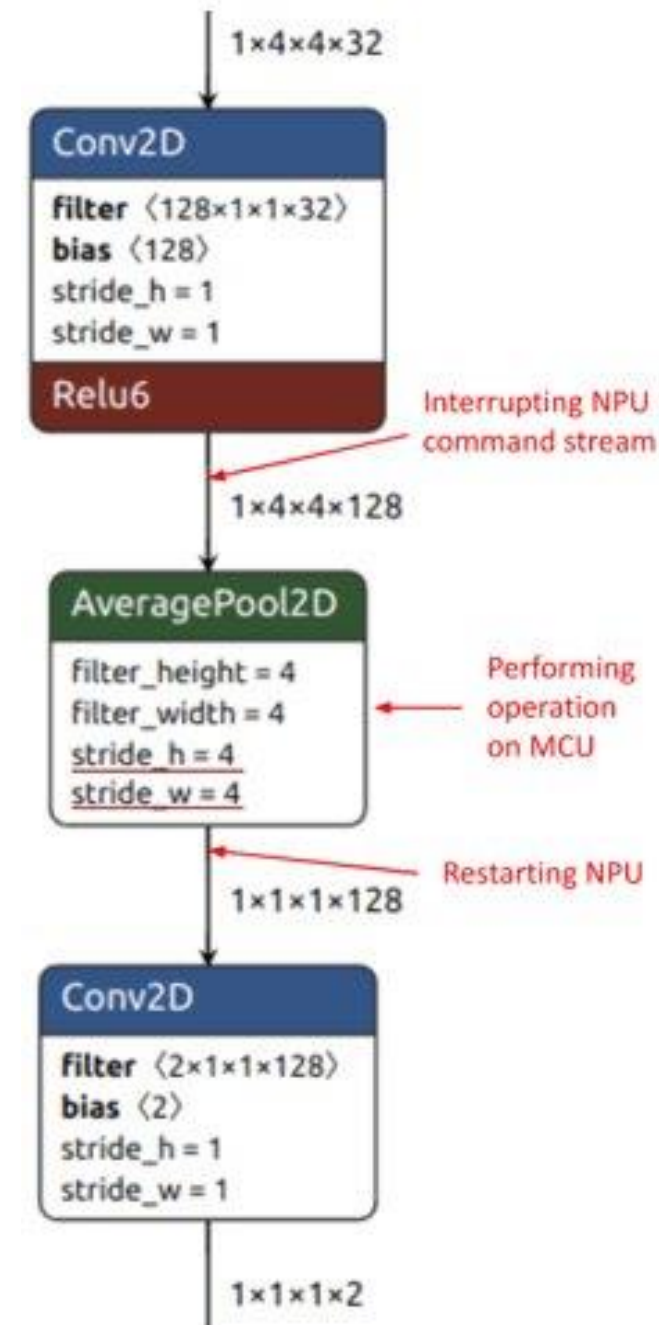 1×4×4×32
Conv2D
filter 〈128×1×1×32〉
bias 〈128〉
stride_h = 1
stride_w = 1
Relu6
Interrupting NPU
command stream
1×4×4×128
AveragePool2D
filter_height = 4
filter_width = 4
stride_h = 4
stride_w = 4
Performing
operation
on MCU
Restarting NPU
1×1×1×128
Conv2D
filter 〈2×1×1×128〉
bias 〈2〉
stride_h = 1
stride_w = 1
1×1×1×2